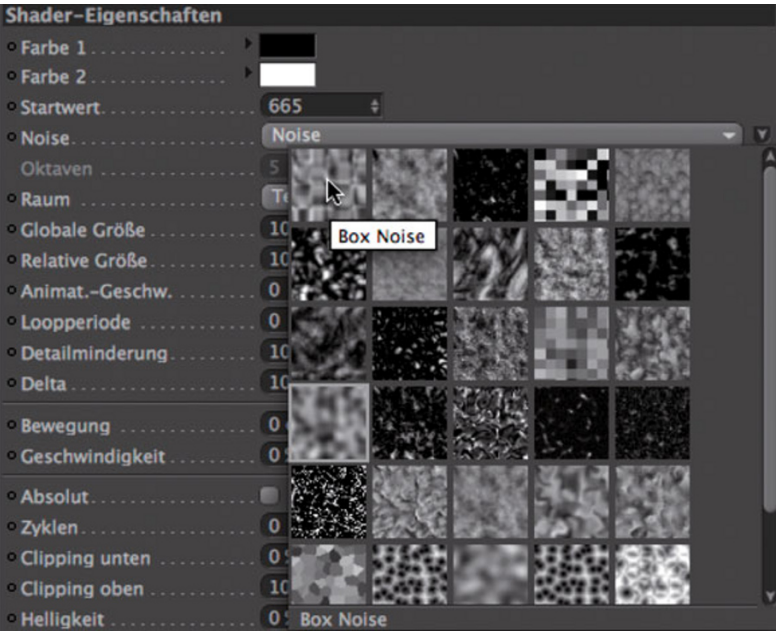 Shader-Eigenschaften
Farbe 1
Farbe 2
Startwert 665
Noise Noise
Oktaven 5
Raum Te
Globale Größe 10
Relative Größe 10
Box Noise
Animat.-Geschw. 0
Loopperiode 0
Detailminderung 10
Delta 10
Bewegung 0
Geschwindigkeit 0
Absolut
Zyklen 0
Clipping unten 0
Clipping oben 10
Helligkeit 0
Box Noise